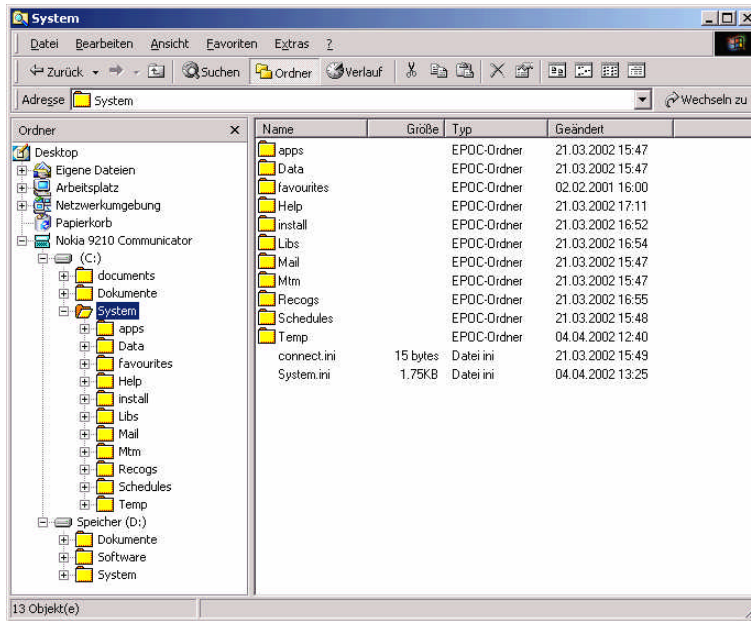 System
Datei Bearbeiten Ansicht Favoriten Extras ?
Zurück Suchen Ordner Verlauf
Adresse System Wechseln zu
Ordner x
Desktop
Eigene Dateien
Arbeitsplatz
Netzwerkumgebung
Papierkorb
Nokia 9210 Communicator
(C:)
documents
Dokumente
System
apps
Data
favourites
Help
install
Libs
Mail
Mtm
Recogs
Schedules
Temp
Speicher (D:)
Dokumente
Software
System
Name Größe Typ Geändert
apps EPOC-Ordner 21.03.2002 15:47
Data EPOC-Ordner 21.03.2002 15:47
favourites EPOC-Ordner 02.02.2001 16:00
Help EPOC-Ordner 21.03.2002 17:11
install EPOC-Ordner 21.03.2002 16:52
Libs EPOC-Ordner 21.03.2002 16:54
Mail EPOC-Ordner 21.03.2002 15:47
Mtm EPOC-Ordner 21.03.2002 15:47
Recogs EPOC-Ordner 21.03.2002 16:55
Schedules EPOC-Ordner 21.03.2002 15:48
Temp EPOC-Ordner 04.04.2002 12:40
connect.ini 15 bytes Datei ini 21.03.2002 15:49
System.ini 1.75KB Datei ini 04.04.2002 13:25
13 Objekt(e)